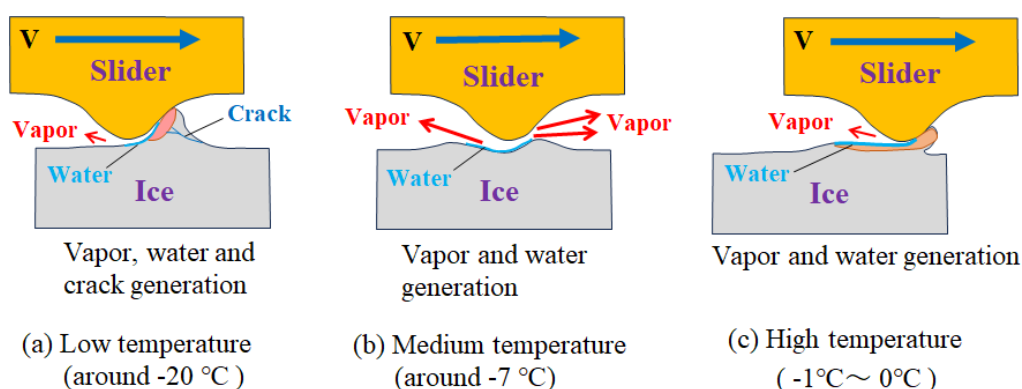 V
Slider
Vapor
Crack
Water
Ice
Vapor, water and
crack generation
(a) Low temperature
(around -20 °C )
V
Slider
Vapor
Vapor
Water
Ice
Vapor and water
generation
(b) Medium temperature
(around -7 °C)
V
Slider
Vapor
Water
Ice
Vapor and water generation
(c) High temperature
( -1℃～ 0℃)